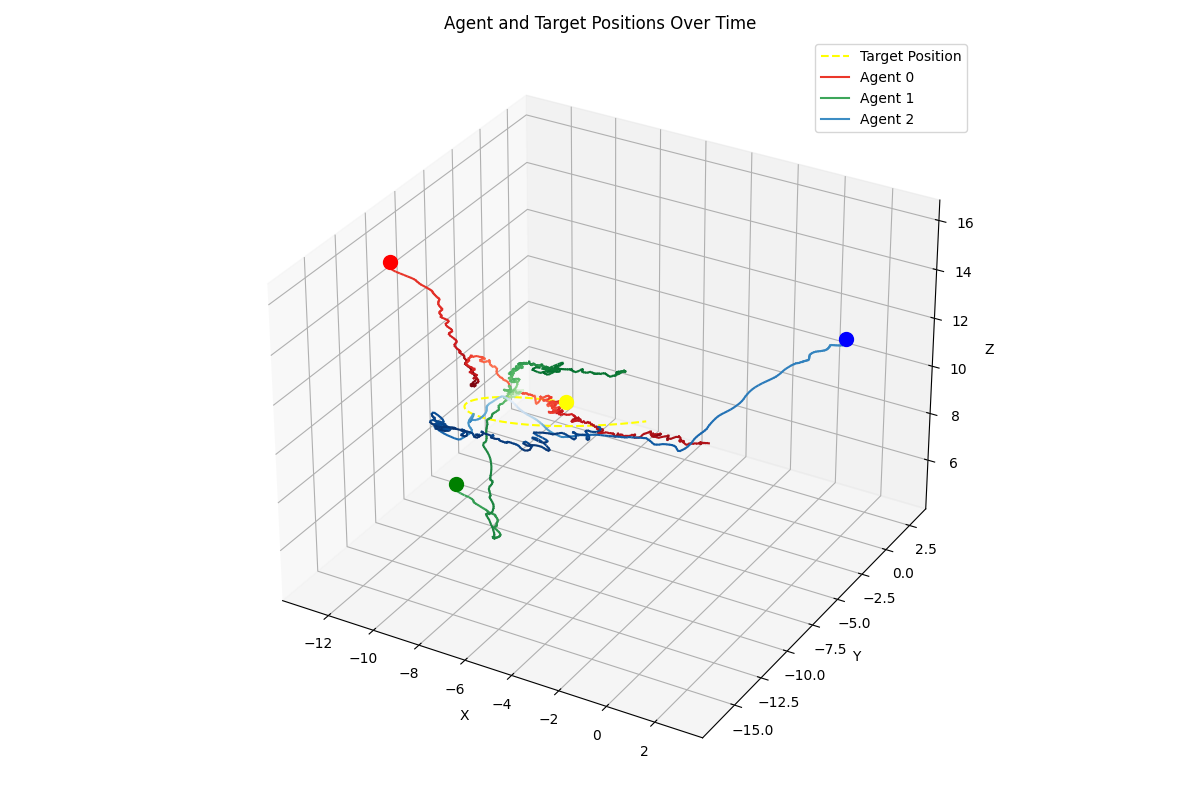 Agent and Target Positions Over Time
Target Position
Agent 0
Agent 1
Agent 2
16
14
12
10
8
6
Z
2.5
0.0
−2.5
−5.0
−7.5
−10.0
−12.5
−15.0
Y
−12
−10
−8
−6
−4
−2
0
2
X